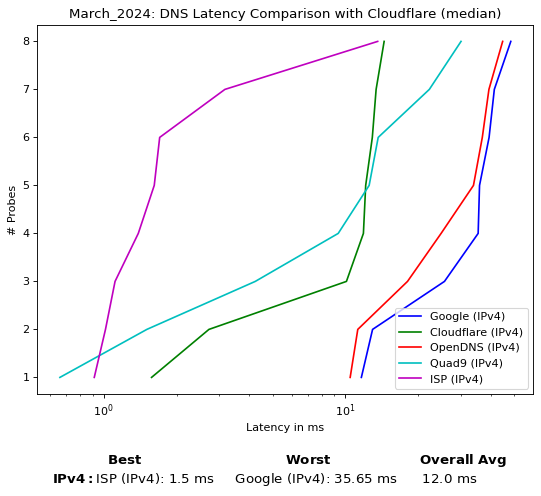 March_2024: DNS Latency Comparison with Cloudflare (median)
8
7
6
5
4
3
2
1
# Probes
Google (IPv4)
Cloudflare (IPv4)
OpenDNS (IPv4)
Quad9 (IPv4)
ISP (IPv4)
10⁰ 10¹
Latency in ms
Best Worst Overall Avg
IPv4: ISP (IPv4): 1.5 ms Google (IPv4): 35.65 ms 12.0 ms